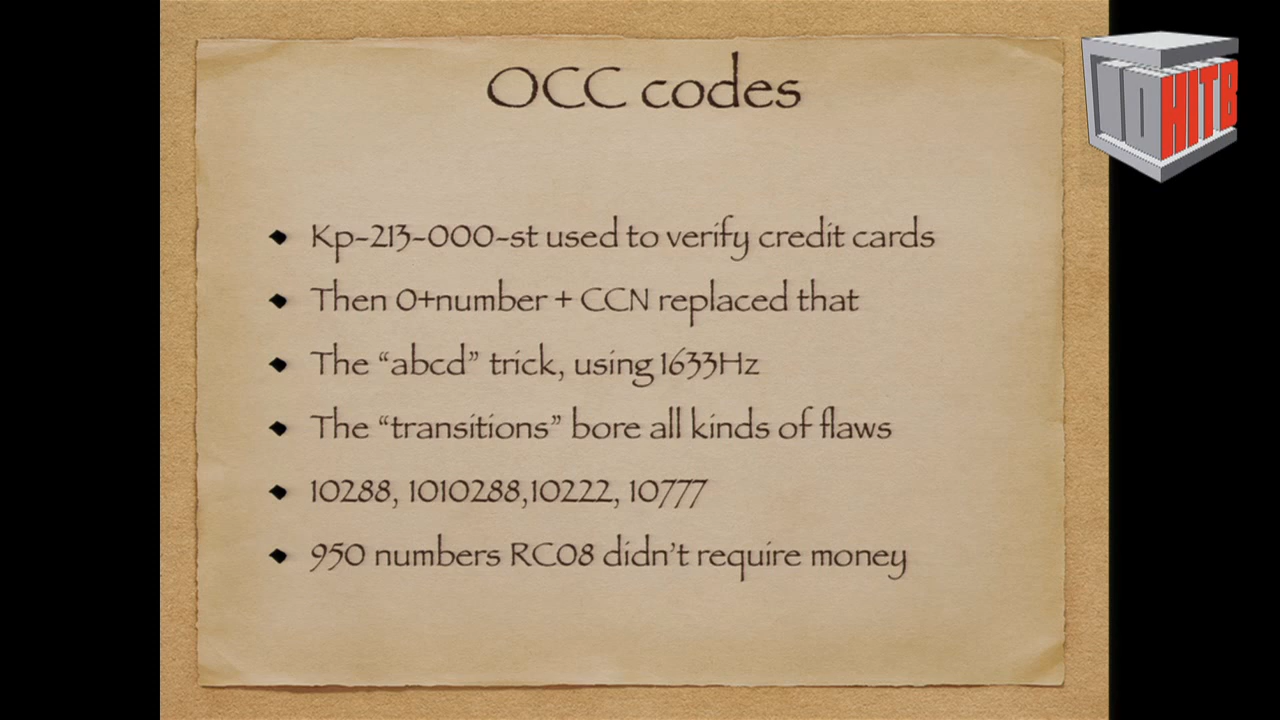 OCC codes
Kp-213-000-st used to verify credit cards
Then 0+number + CCN replaced that
The “abcd” trick, using 1633Hz
The “transitions” bore all kinds of flaws
10288, 1010288,10222, 10777
950 numbers RC08 didn’t require money
10 HITB